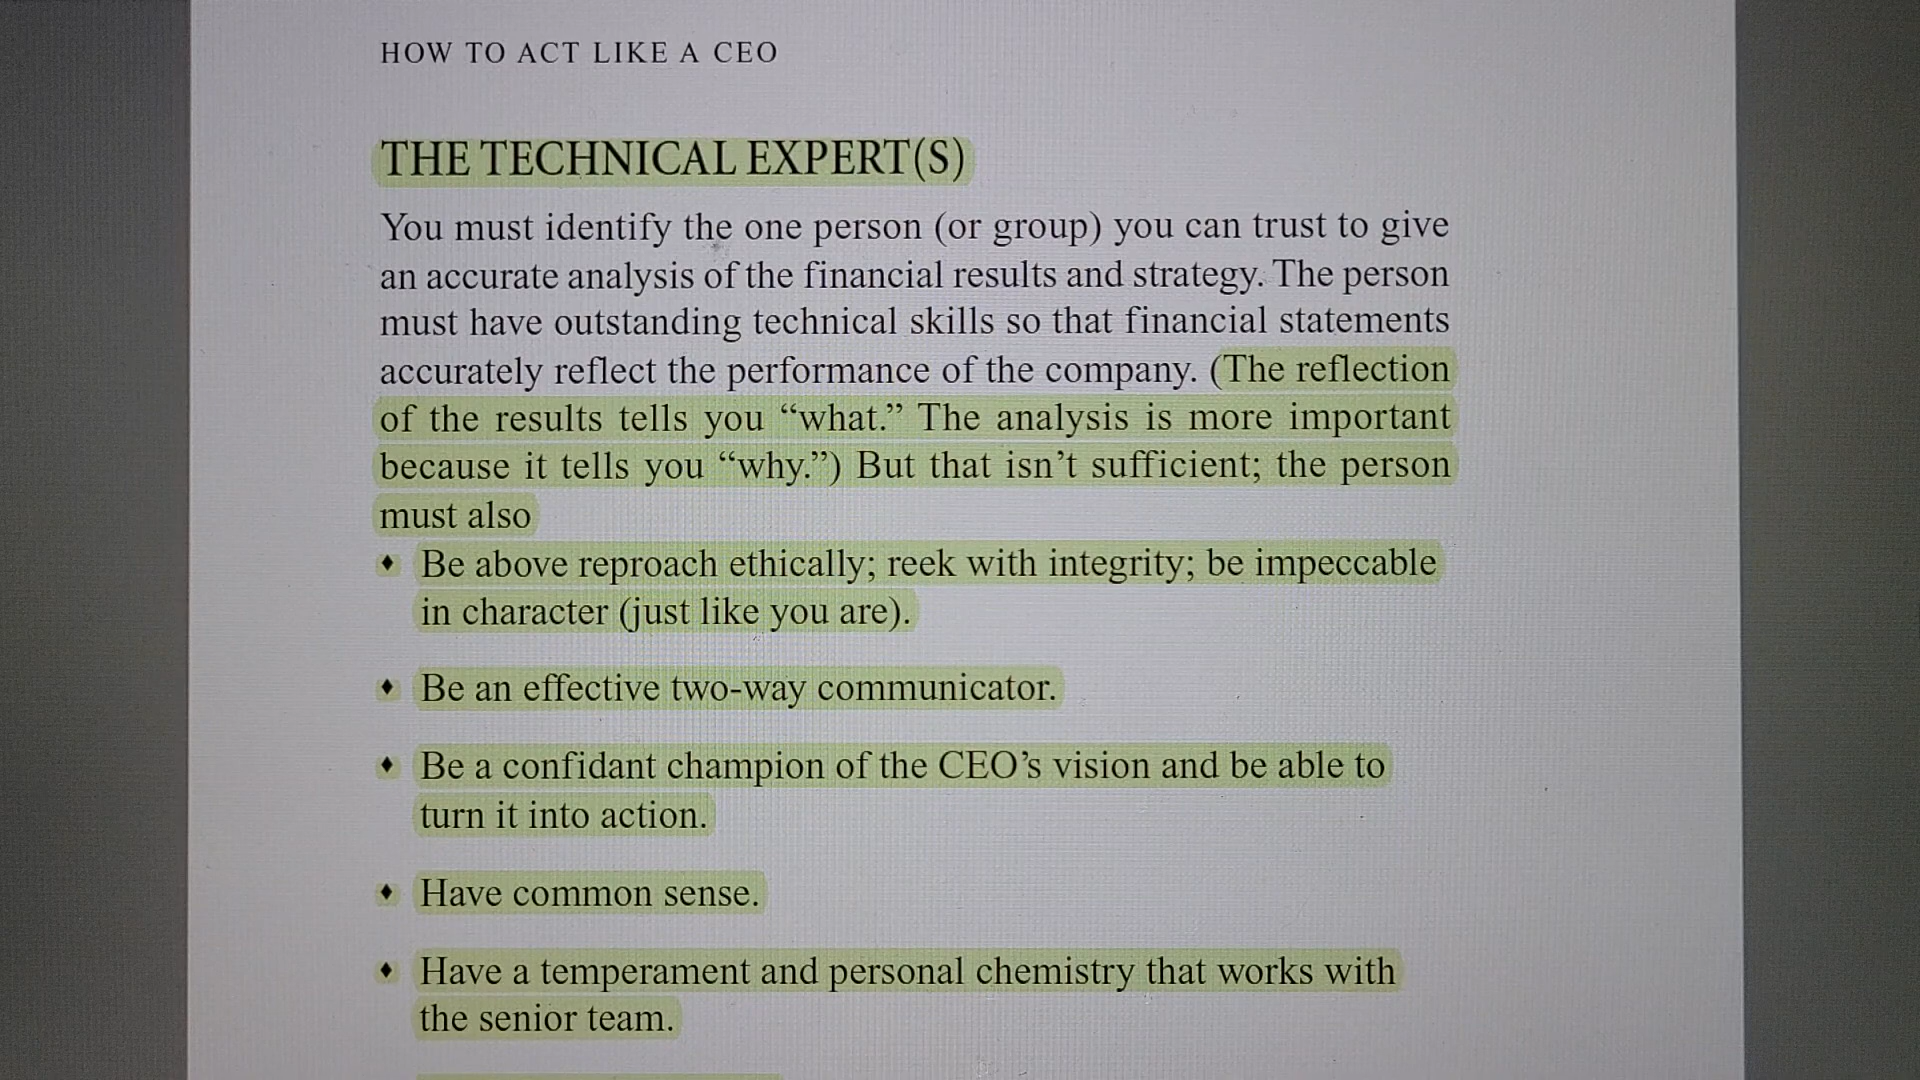 HOW TO ACT LIKE A CEO
THE TECHNICAL EXPERT(S)
You must identify the one person (or group) you can trust to give
an accurate analysis of the financial results and strategy. The person
must have outstanding technical skills so that financial statements
accurately reflect the performance of the company. (The reflection
of the results tells you “what.” The analysis is more important
because it tells you “why.”) But that isn’t sufficient; the person
must also
♦ Be above reproach ethically; reek with integrity; be impeccable
in character (just like you are).
♦ Be an effective two-way communicator.
♦ Be a confidant champion of the CEO’s vision and be able to
turn it into action.
♦ Have common sense.
♦ Have a temperament and personal chemistry that works with
the senior team.